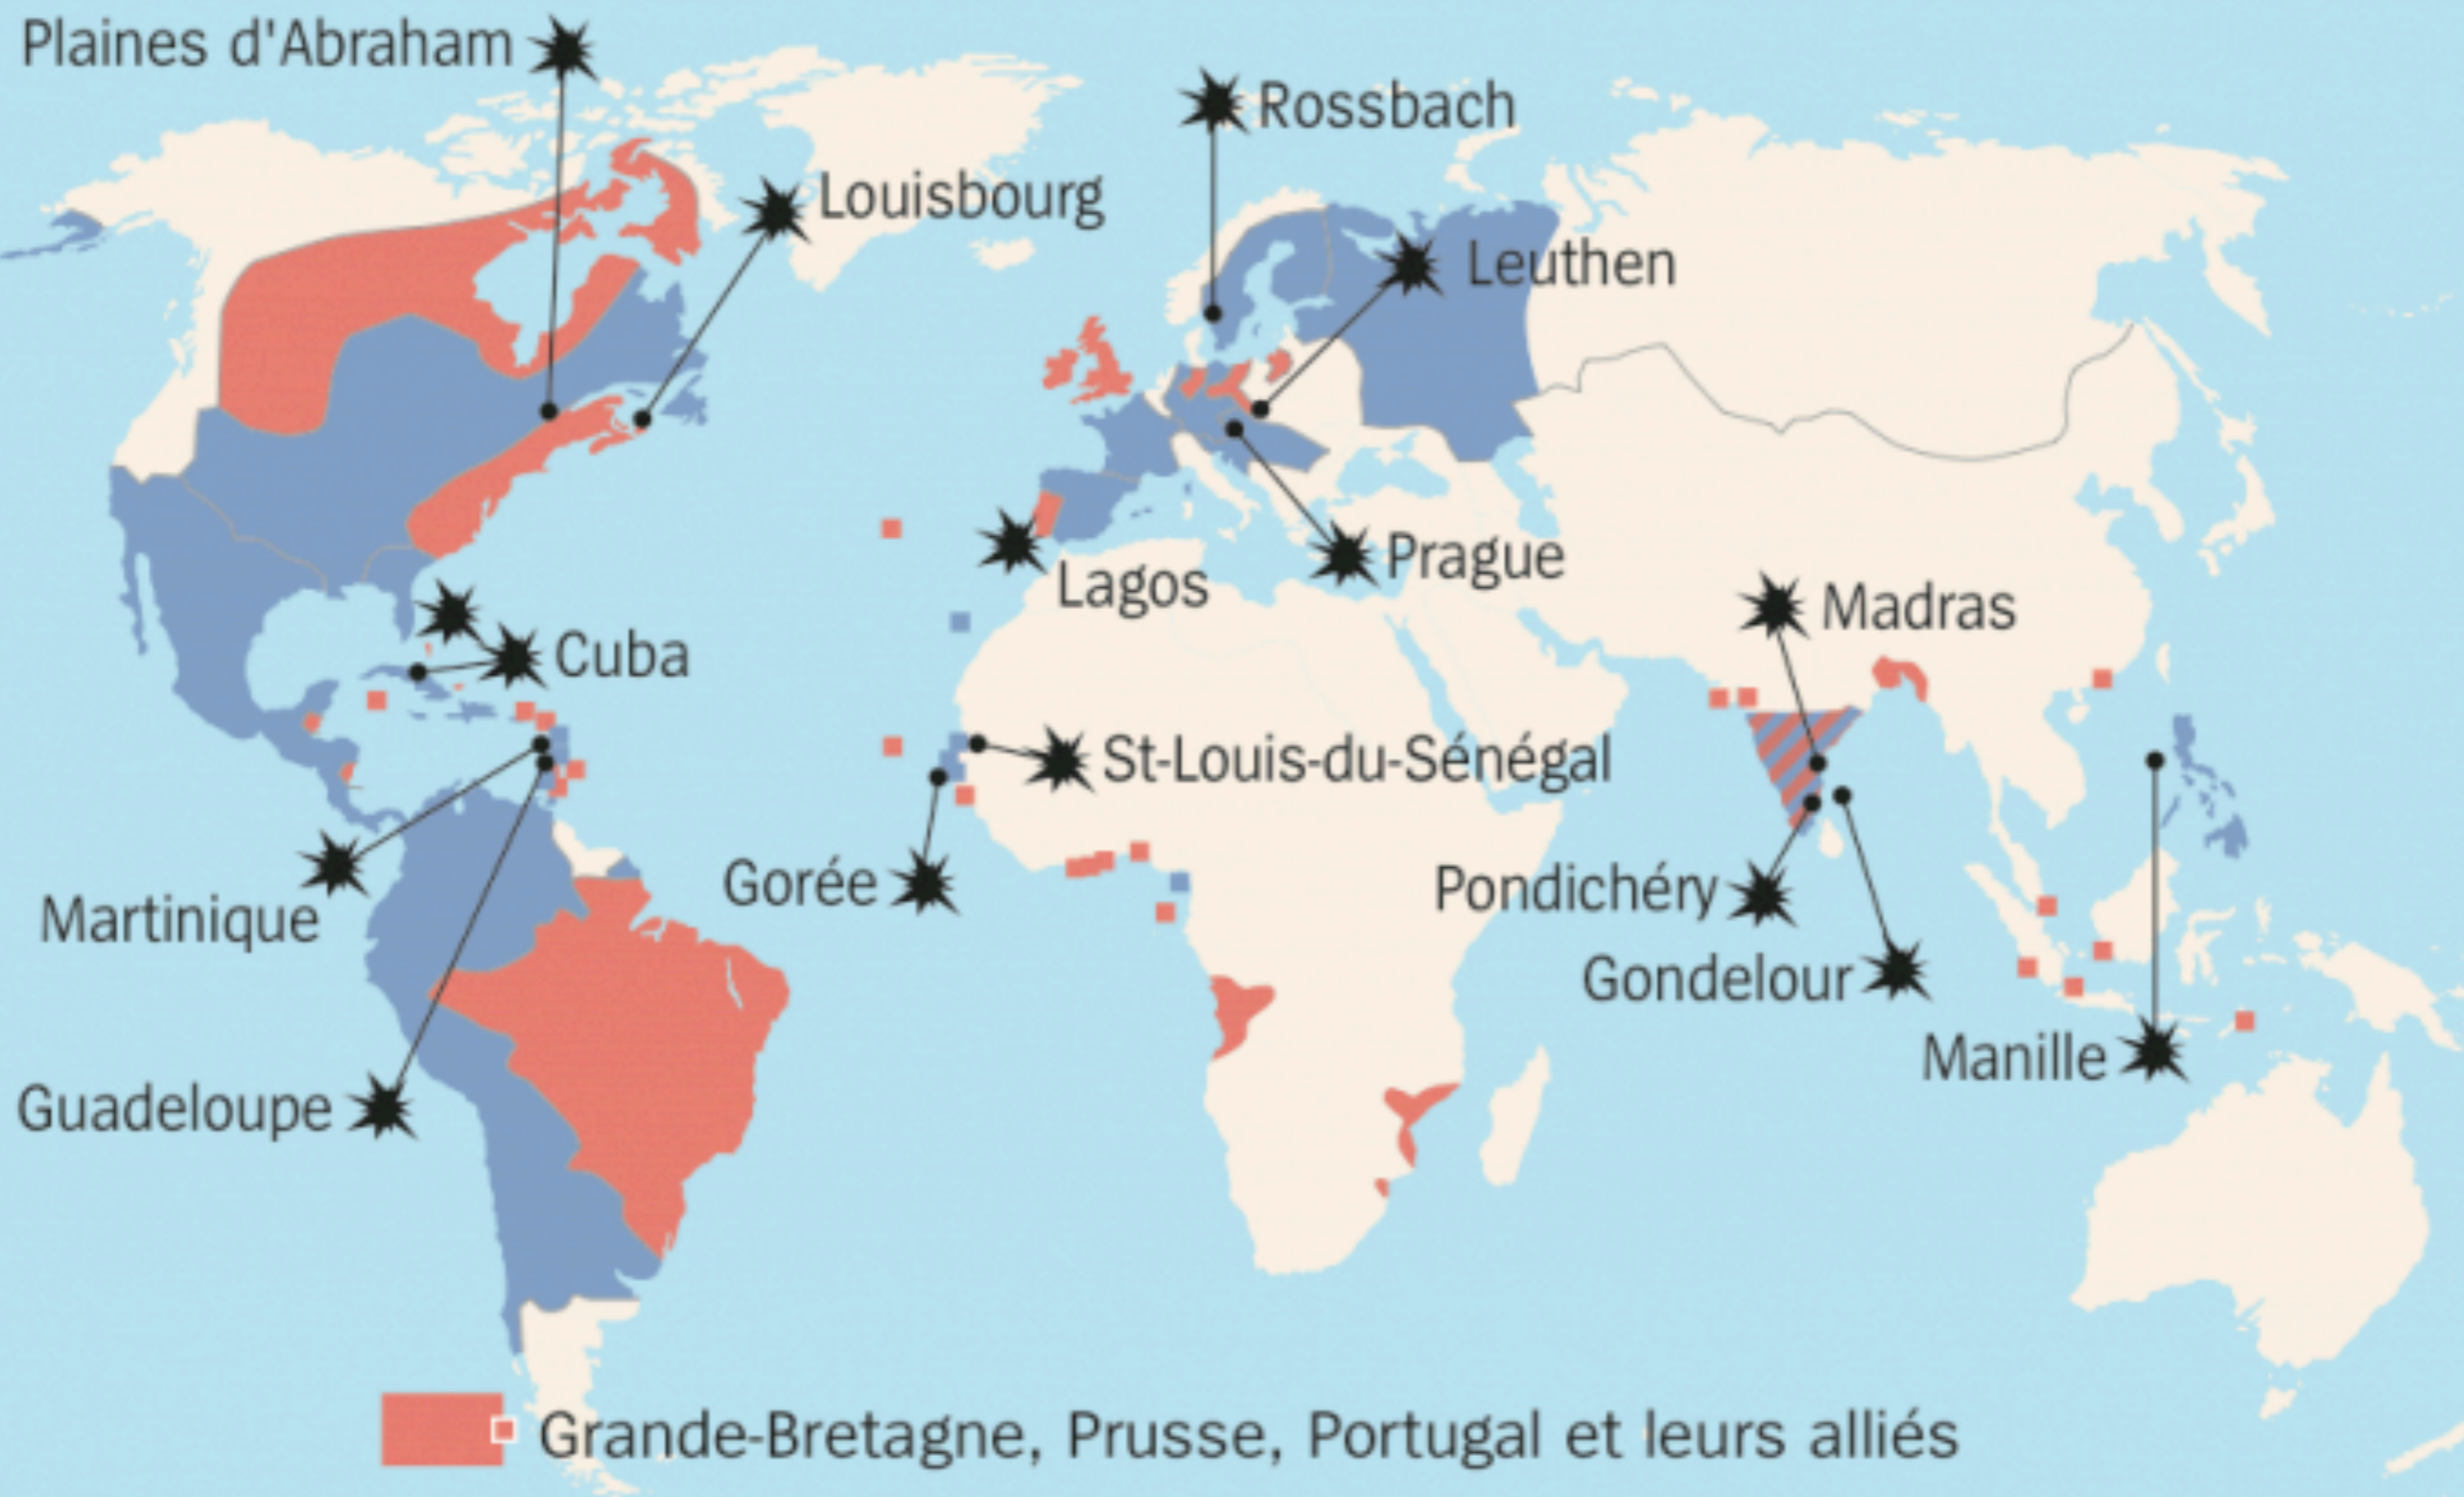 Plaines d'Abraham
Rossbach
Louisbourg
Leuthen
Prague
Lagos
Madras
Cuba
St-Louis-du-Sénégal
Martinique
Gorée
Pondichéry
Gondelour
Manille
Guadeloupe
Grande-Bretagne, Prusse, Portugal et leurs alliés